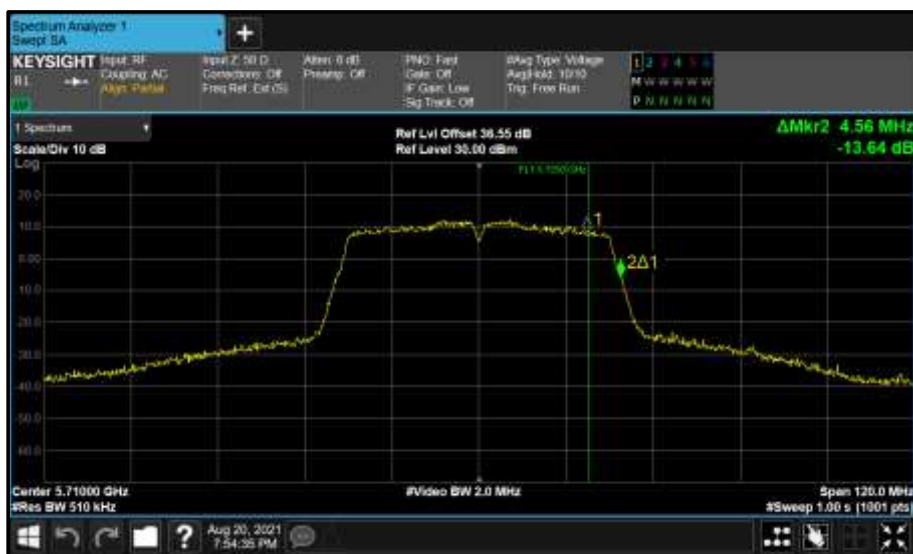 Spectrum Analyzer 1
Swept SA
KEYSIGHT
R L
Input: RF
Coupling: AC
Align: Partial
Input Z: 50 Ω
Corrections: Off
Freq Ref: Ext (S)
Atten: 6 dB
Preamp: Off
PNO: Fast
Gate: Off
IF Gain: Low
Sig Track: Off
#Avg Type: Voltage
Avg|Hold: 10/10
Trig: Free Run
1 2 3 4 5 6
M W W W W W
P N N N N N
1 Spectrum
Scale/Div 10 dB
Ref Lvl Offset 36.55 dB
Ref Level 30.00 dBm
ΔMkr2 4.56 MHz
-13.64 dB
Log
20.0
10.0
0.00
-10.0
-20.0
-30.0
-40.0
-50.0
-60.0
1
2Δ1
Center 5.71000 GHz
#Res BW 510 kHz
#Video BW 2.0 MHz
Span 120.0 MHz
#Sweep 1.00 s (1001 pts)
?
Aug 20, 2021
7:54:35 PM